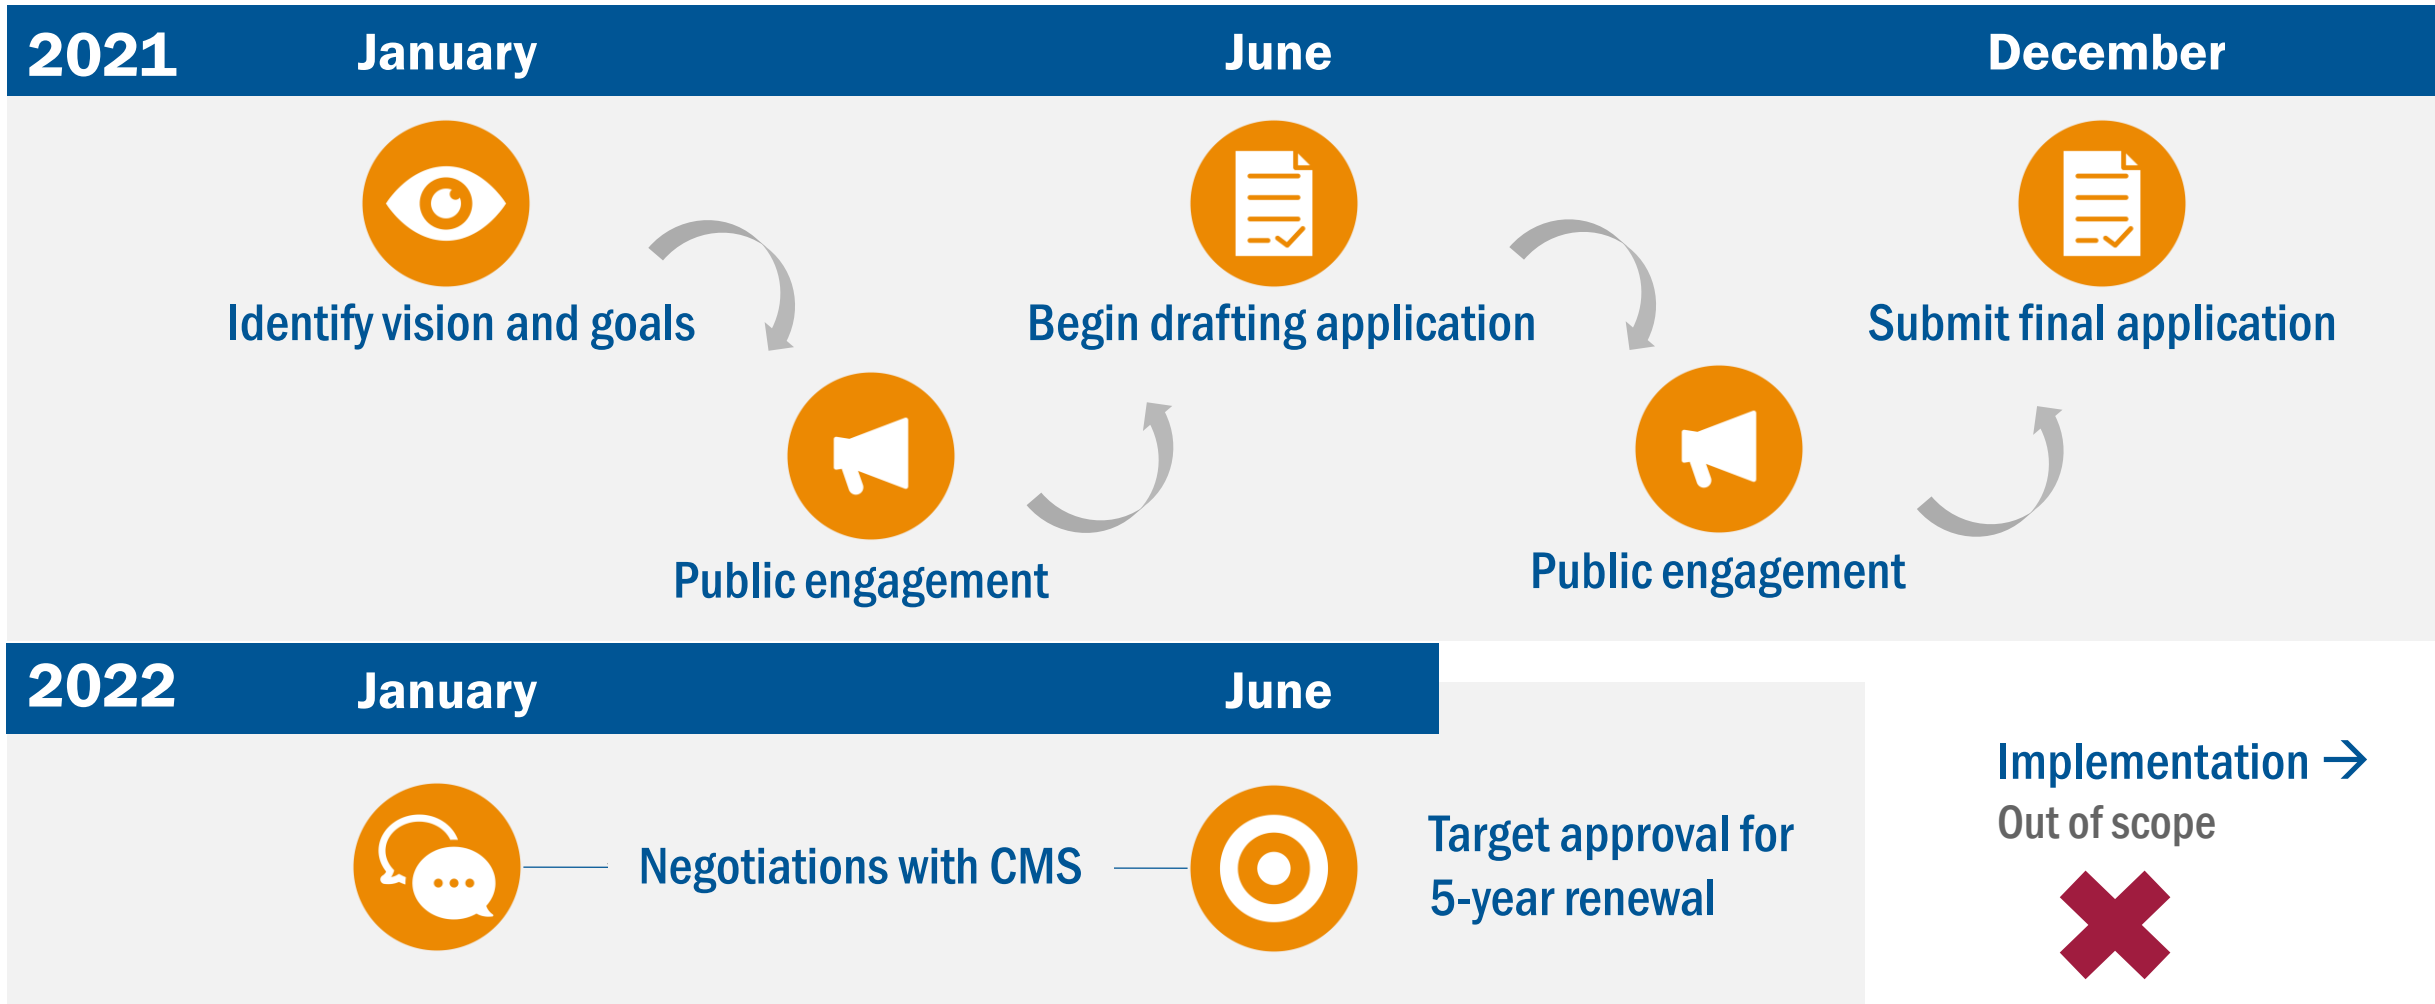 2021 January June December
Identify vision and goals
Begin drafting application
Submit final application
Public engagement
Public engagement
2022 January June
Negotiations with CMS
Target approval for
5-year renewal
Implementation →
Out of scope